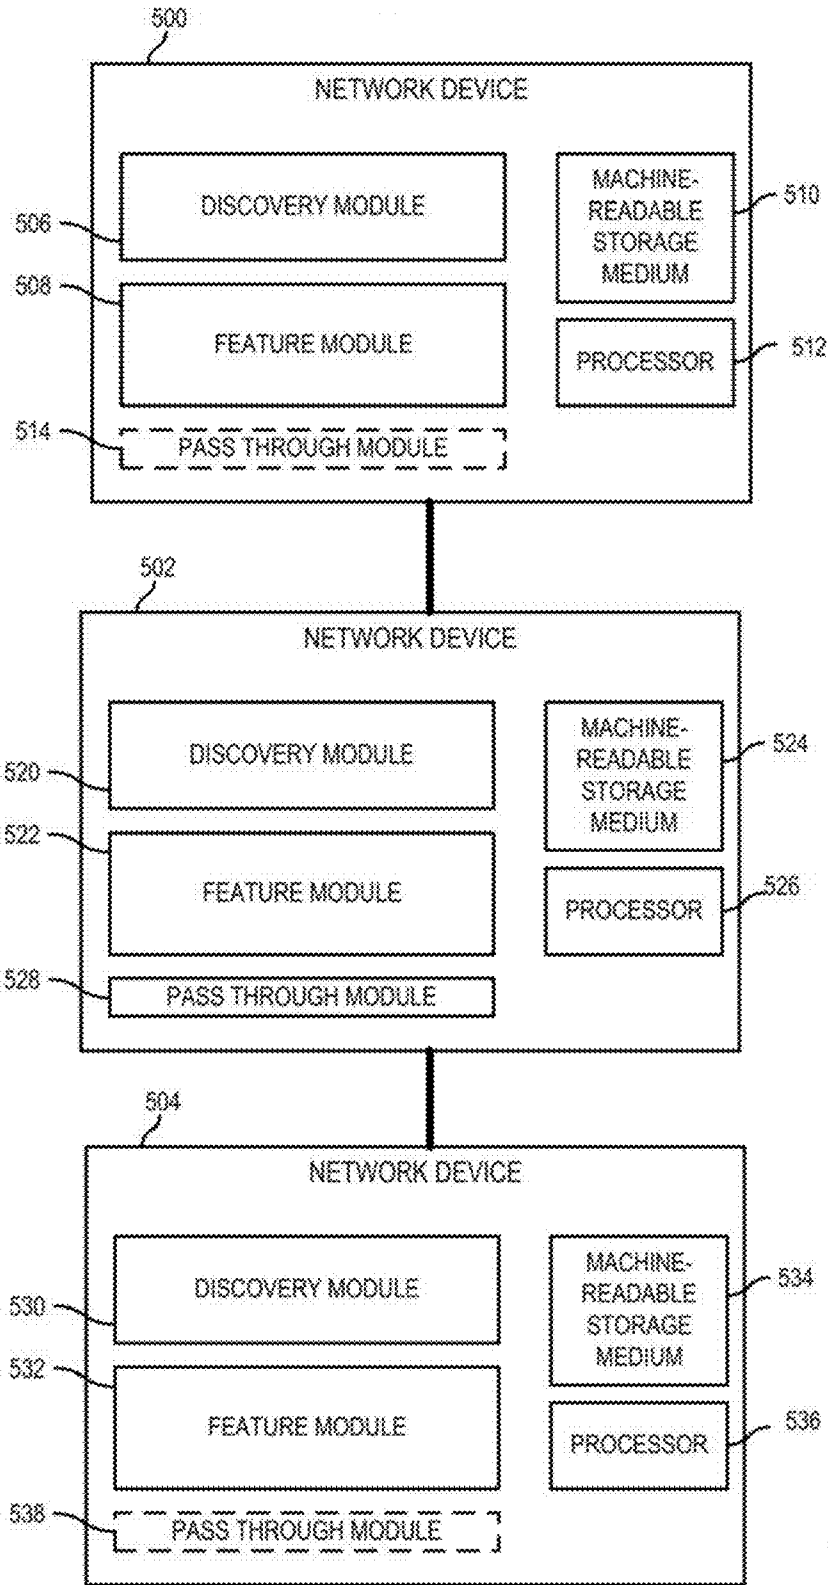 500
NETWORK DEVICE
DISCOVERY MODULE
506
MACHINE-
READABLE
STORAGE
MEDIUM
510
508
FEATURE MODULE
PROCESSOR
512
514
PASS THROUGH MODULE
502
NETWORK DEVICE
DISCOVERY MODULE
520
MACHINE-
READABLE
STORAGE
MEDIUM
524
522
FEATURE MODULE
PROCESSOR
526
528
PASS THROUGH MODULE
504
NETWORK DEVICE
DISCOVERY MODULE
530
MACHINE-
READABLE
STORAGE
MEDIUM
534
532
FEATURE MODULE
PROCESSOR
536
538
PASS THROUGH MODULE